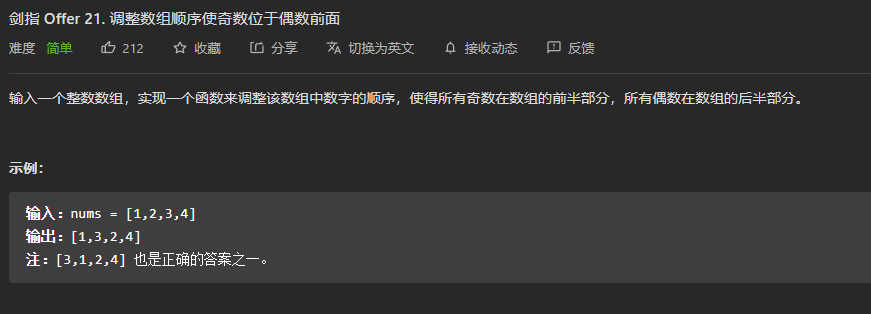 剑指 Offer 21. 调整数组顺序使奇数位于偶数前面
难度 简单 212 收藏 分享 切换为英文 接收动态 反馈
输入一个整数数组，实现一个函数来调整该数组中数字的顺序，使得所有奇数在数组的前半部分，所有偶数在数组的后半部分。
示例：
输入：nums = [1,2,3,4]
输出：[1,3,2,4]
注：[3,1,2,4] 也是正确的答案之一。